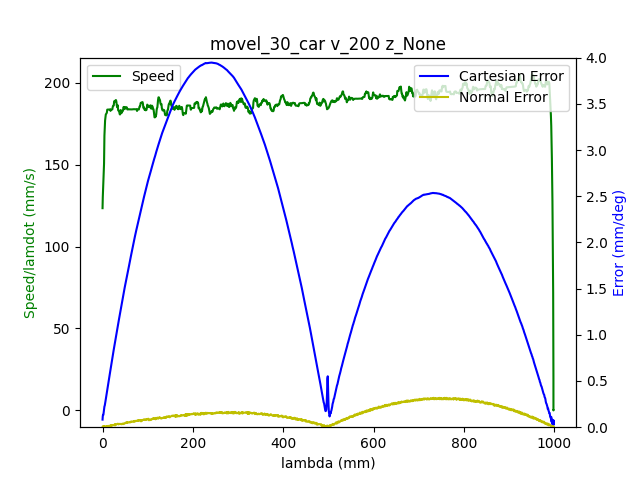 movel_30_car v_200 z_None
Speed
Cartesian Error
Normal Error
200
150
100
50
0
Speed/lamdot (mm/s)
4.0
3.5
3.0
2.5
2.0
1.5
1.0
0.5
0.0
Error (mm/deg)
0 200 400 600 800 1000
lambda (mm)